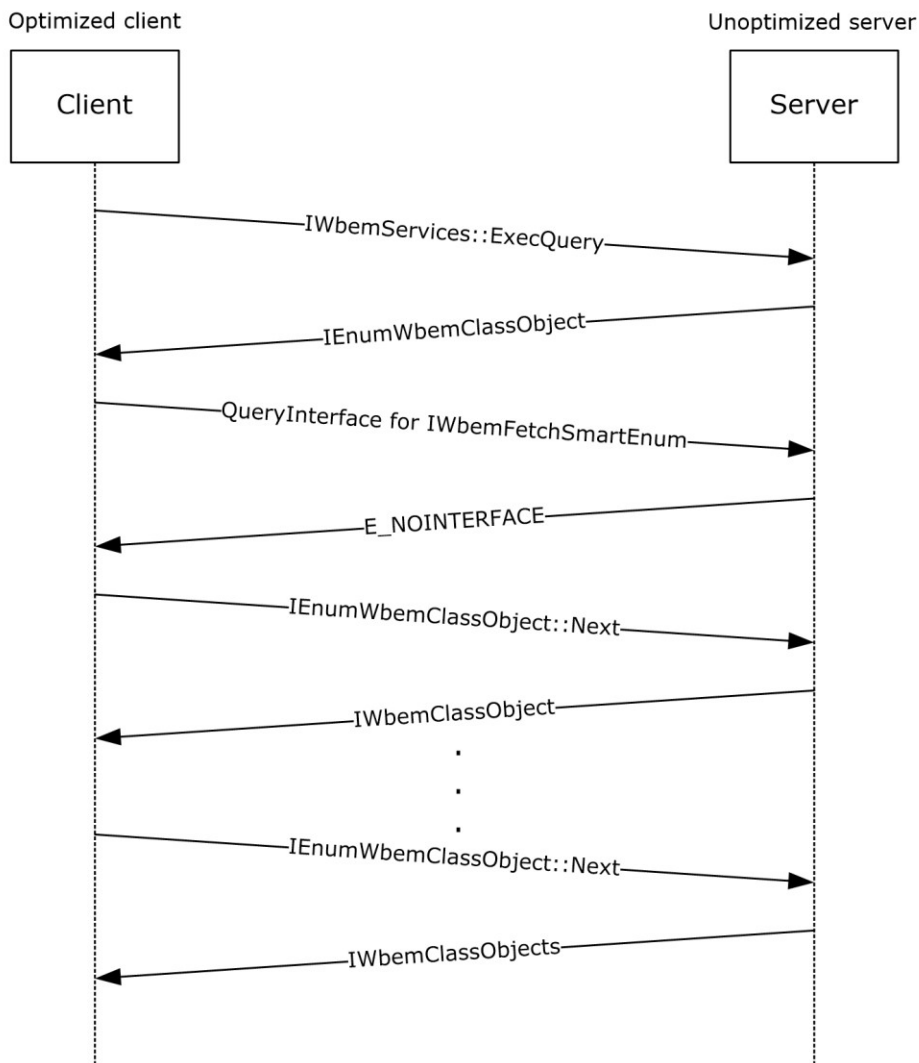 Optimized client
Unoptimized server
Client
Server
IWbemServices::ExecQuery
IEnumWbemClassObject
QueryInterface for IWbemFetchSmartEnum
E_NOINTERFACE
IEnumWbemClassObject::Next
IWbemClassObject
.
.
.
IEnumWbemClassObject::Next
IWbemClassObjects